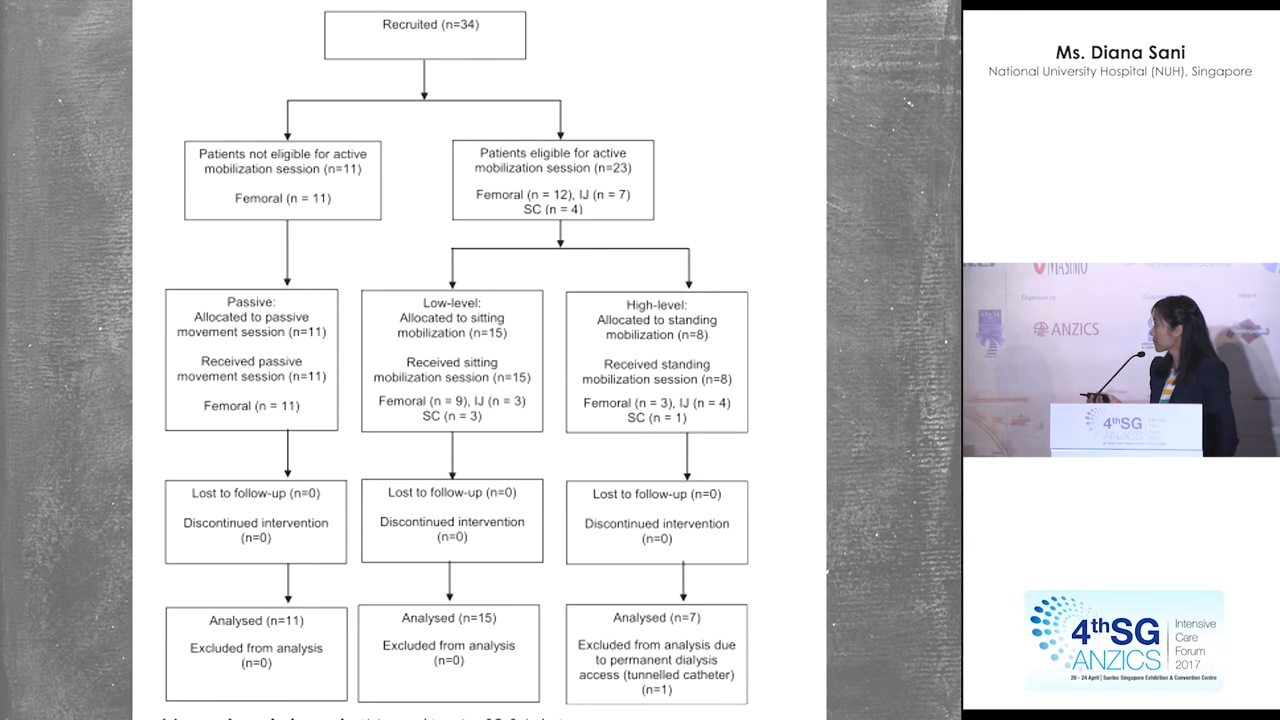 Recruited (n=34)
Patients not eligible for active
mobilization session (n=11)
Femoral (n = 11)
Patients eligible for active
mobilization session (n=23)
Femoral (n = 12), IJ (n = 7)
SC (n = 4)
Passive:
Allocated to passive
movement session (n=11)
Received passive
movement session (n=11)
Femoral (n = 11)
Low-level:
Allocated to sitting
mobilization (n=15)
Received sitting
mobilization session (n=15)
Femoral (n = 9), IJ (n = 3)
SC (n = 3)
High-level:
Allocated to standing
mobilization (n=8)
Received standing
mobilization session (n=8)
Femoral (n = 3), IJ (n = 4)
SC (n = 1)
Lost to follow-up (n=0)
Discontinued intervention
(n=0)
Lost to follow-up (n=0)
Discontinued intervention
(n=0)
Lost to follow-up (n=0)
Discontinued intervention
(n=0)
Analysed (n=11)
Excluded from analysis
(n=0)
Analysed (n=15)
Excluded from analysis
(n=0)
Analysed (n=7)
Excluded from analysis due
to permanent dialysis
access (tunnelled catheter)
(n=1)
Ms. Diana Sani
National University Hospital (NUH), Singapore
MASIMO
ANZICS
4thSG
ANZICS
4thSG
ANZICS
Intensive
Care
Forum
2017
20 - 24 April | Suntec Singapore Exhibition & Convention Centre